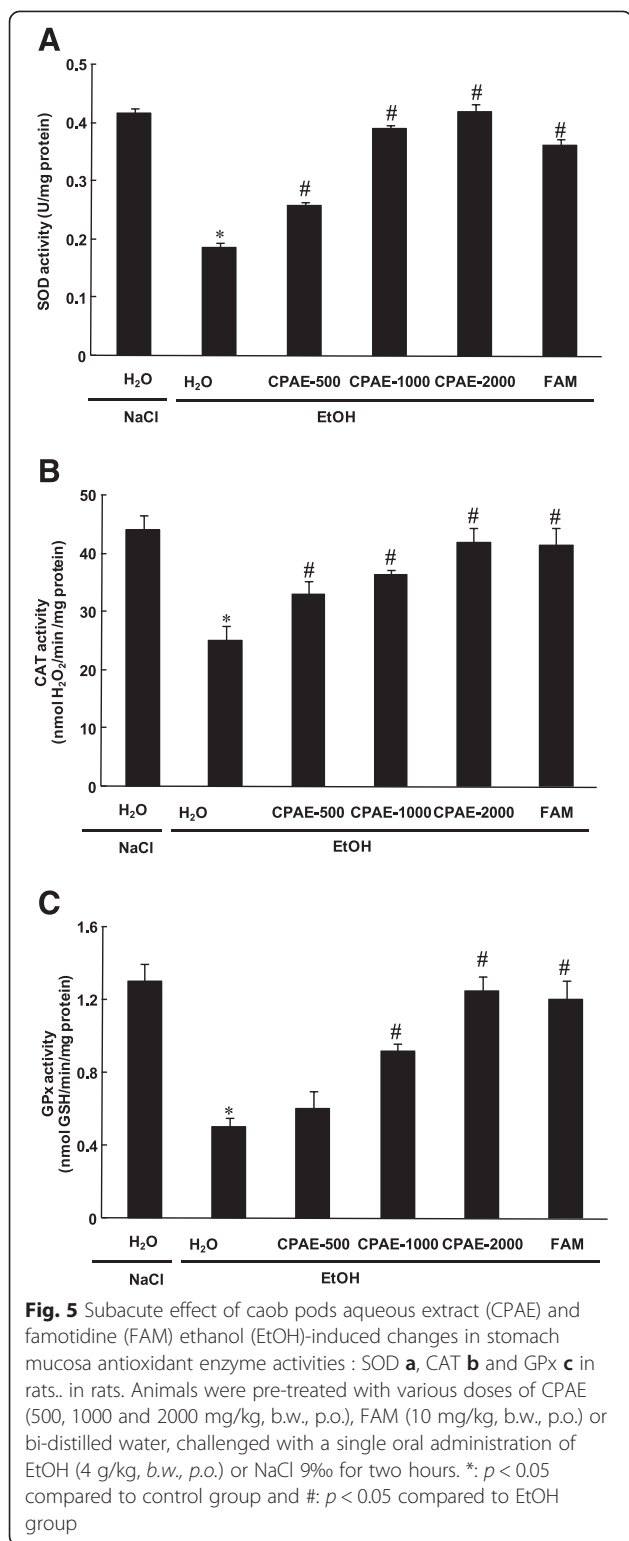 A
SOD activity (U/mg protein)
0.5
0.4
0.3
0.2
0.1
0
*
#
#
#
#
H₂O H₂O CPAE-500 CPAE-1000 CPAE-2000 FAM
NaCl EtOH
B
CAT activity
(nmol H₂O₂/min /mg protein)
50
40
30
20
10
0
*
#
#
#
#
H₂O H₂O CPAE-500 CPAE-1000 CPAE-2000 FAM
NaCl EtOH
C
GPx activity
(nmol GSH/min/mg protein)
1.6
1.2
0.8
0.4
0
*
#
#
#
H₂O H₂O CPAE-500 CPAE-1000 CPAE-2000 FAM
NaCl EtOH
Fig. 5 Subacute effect of caob pods aqueous extract (CPAE) and
famotidine (FAM) ethanol (EtOH)-induced changes in stomach
mucosa antioxidant enzyme activities : SOD a, CAT b and GPx c in
rats.. in rats. Animals were pre-treated with various doses of CPAE
(500, 1000 and 2000 mg/kg, b.w., p.o.), FAM (10 mg/kg, b.w., p.o.) or
bi-distilled water, challenged with a single oral administration of
EtOH (4 g/kg, b.w., p.o.) or NaCl 9‰ for two hours. *: p < 0.05
compared to control group and #: p < 0.05 compared to EtOH
group